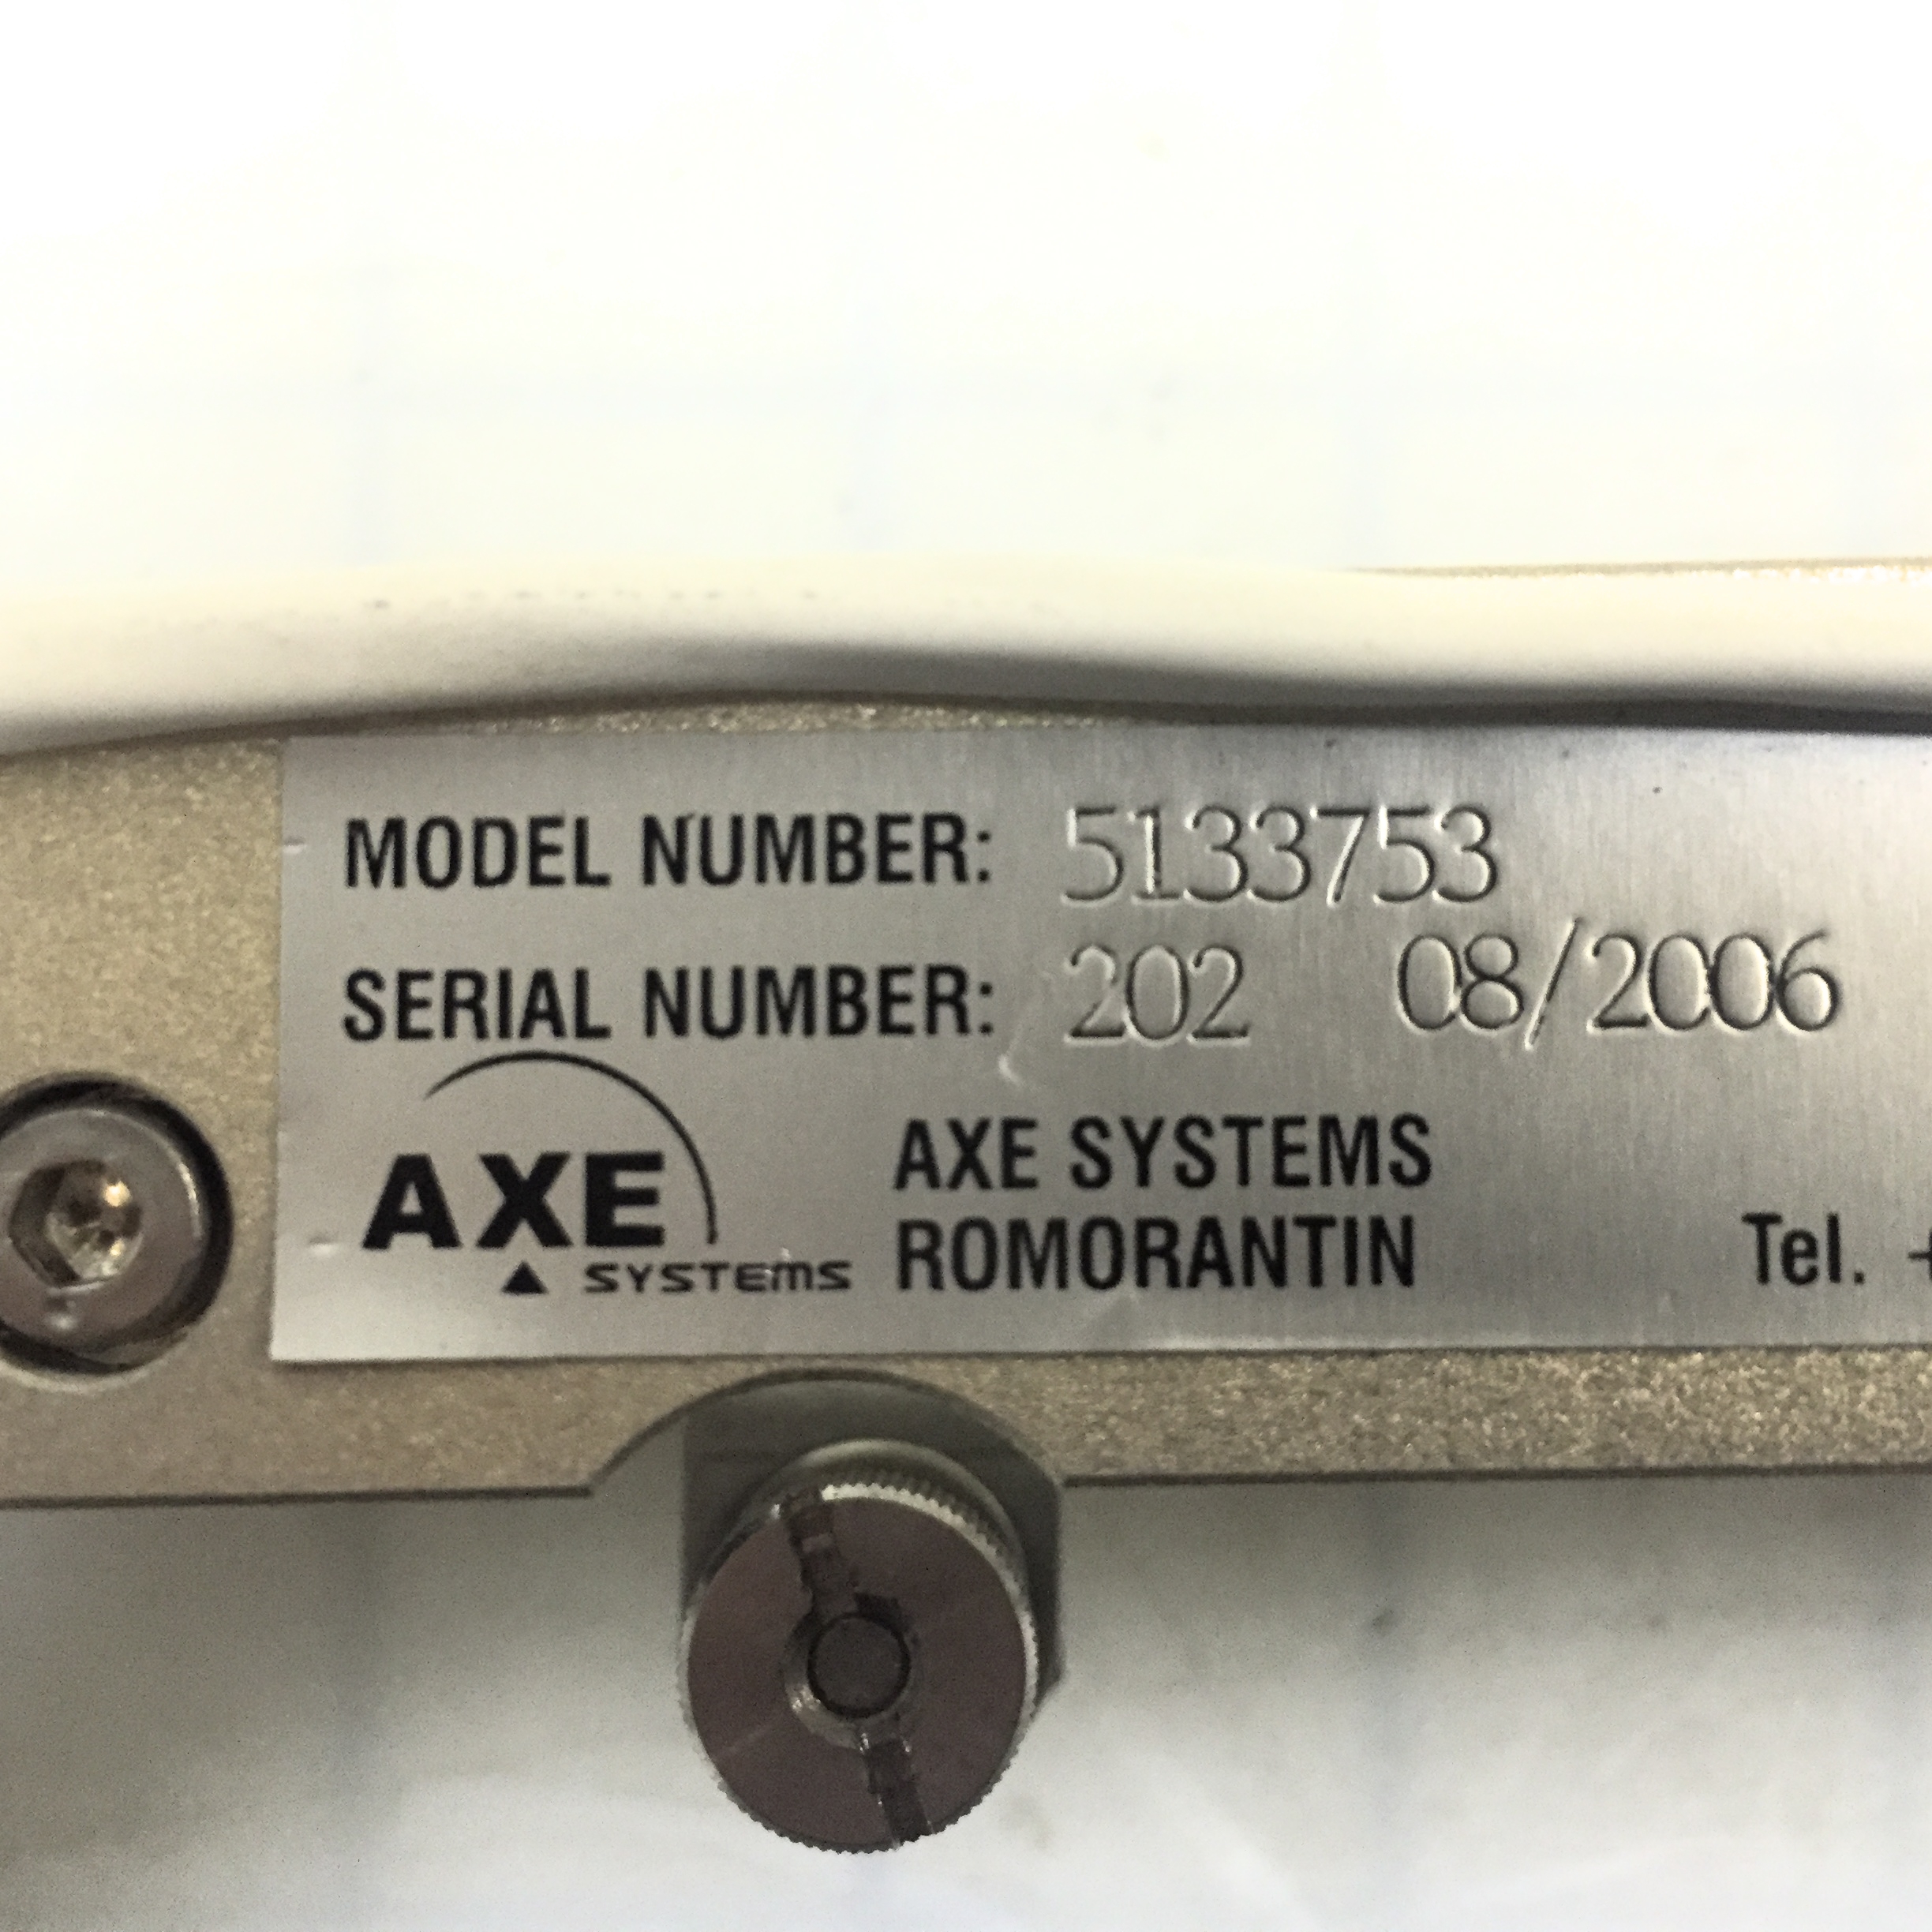 MODEL NUMBER: 5133753
SERIAL NUMBER: 202 08/2006
AXE SYSTEMS
AXE SYSTEMS
ROMORANTIN
Tel. +